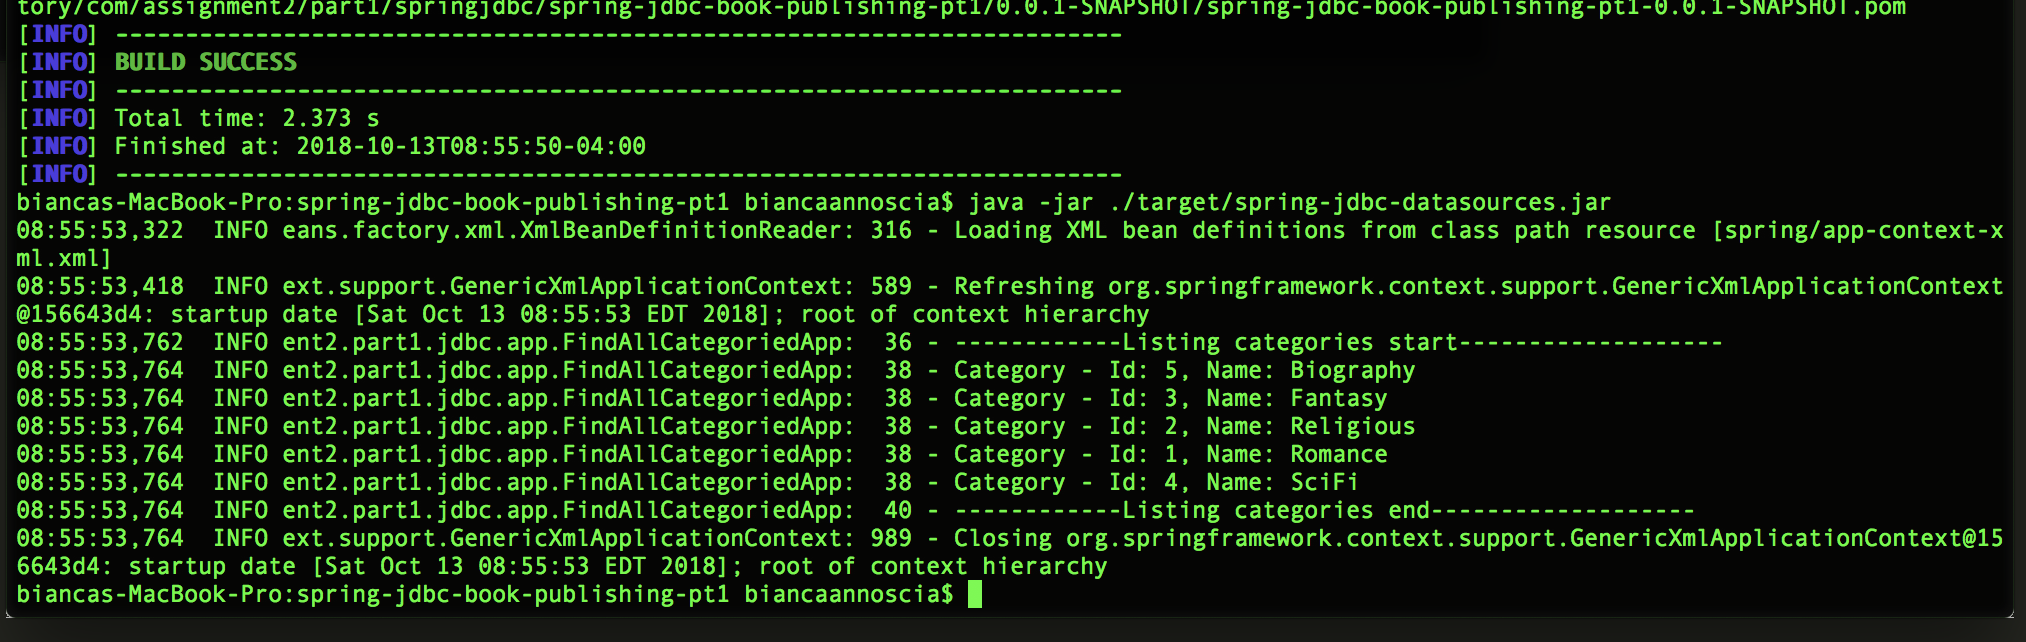 tory/com/assignment2/part1/springjdbc/spring-jdbc-book-publishing-pt1/0.0.1-SNAPSHOT/spring-jdbc-book-publishing-pt1-0.0.1-SNAPSHOT.pom
[INFO] ------------------------------------------------------------------------
[INFO] BUILD SUCCESS
[INFO] ------------------------------------------------------------------------
[INFO] Total time: 2.373 s
[INFO] Finished at: 2018-10-13T08:55:50-04:00
[INFO] ------------------------------------------------------------------------
biancas-MacBook-Pro:spring-jdbc-book-publishing-pt1 biancaannoscia$ java -jar ./target/spring-jdbc-datasources.jar
08:55:53,322  INFO eans.factory.xml.XmlBeanDefinitionReader: 316 - Loading XML bean definitions from class path resource [spring/app-context-x
ml.xml]
08:55:53,418  INFO ext.support.GenericXmlApplicationContext: 589 - Refreshing org.springframework.context.support.GenericXmlApplicationContext
@156643d4: startup date [Sat Oct 13 08:55:53 EDT 2018]; root of context hierarchy
08:55:53,762  INFO ent2.part1.jdbc.app.FindAllCategoriedApp:  36 - ------------Listing categories start-------------------
08:55:53,764  INFO ent2.part1.jdbc.app.FindAllCategoriedApp:  38 - Category - Id: 5, Name: Biography
08:55:53,764  INFO ent2.part1.jdbc.app.FindAllCategoriedApp:  38 - Category - Id: 3, Name: Fantasy
08:55:53,764  INFO ent2.part1.jdbc.app.FindAllCategoriedApp:  38 - Category - Id: 2, Name: Religious
08:55:53,764  INFO ent2.part1.jdbc.app.FindAllCategoriedApp:  38 - Category - Id: 1, Name: Romance
08:55:53,764  INFO ent2.part1.jdbc.app.FindAllCategoriedApp:  38 - Category - Id: 4, Name: SciFi
08:55:53,764  INFO ent2.part1.jdbc.app.FindAllCategoriedApp:  40 - ------------Listing categories end-------------------
08:55:53,764  INFO ext.support.GenericXmlApplicationContext: 989 - Closing org.springframework.context.support.GenericXmlApplicationContext@15
6643d4: startup date [Sat Oct 13 08:55:53 EDT 2018]; root of context hierarchy
biancas-MacBook-Pro:spring-jdbc-book-publishing-pt1 biancaannoscia$